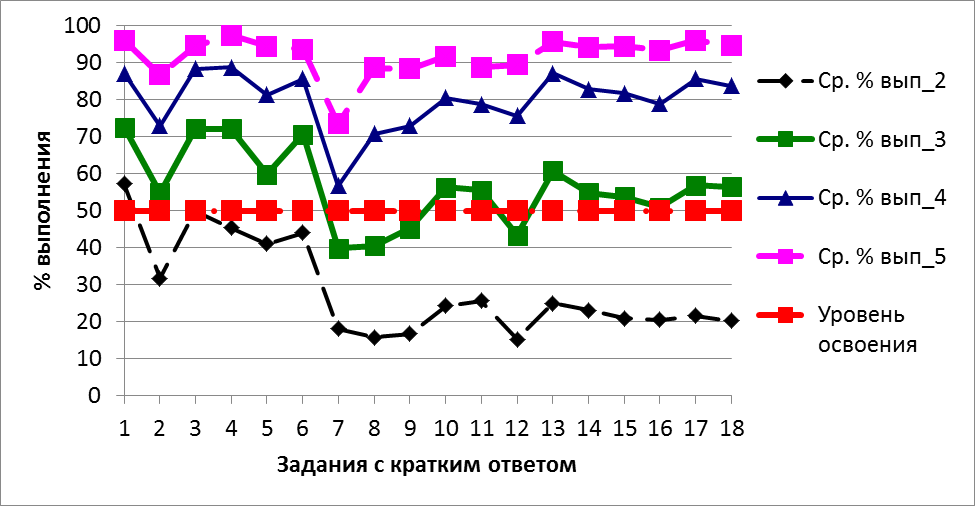 % выполнения
100
90
80
70
60
50
40
30
20
10
0
1 2 3 4 5 6 7 8 9 10 11 12 13 14 15 16 17 18
Задания с кратким ответом
Ср. % вып_2
Ср. % вып_3
Ср. % вып_4
Ср. % вып_5
Уровень
освоения